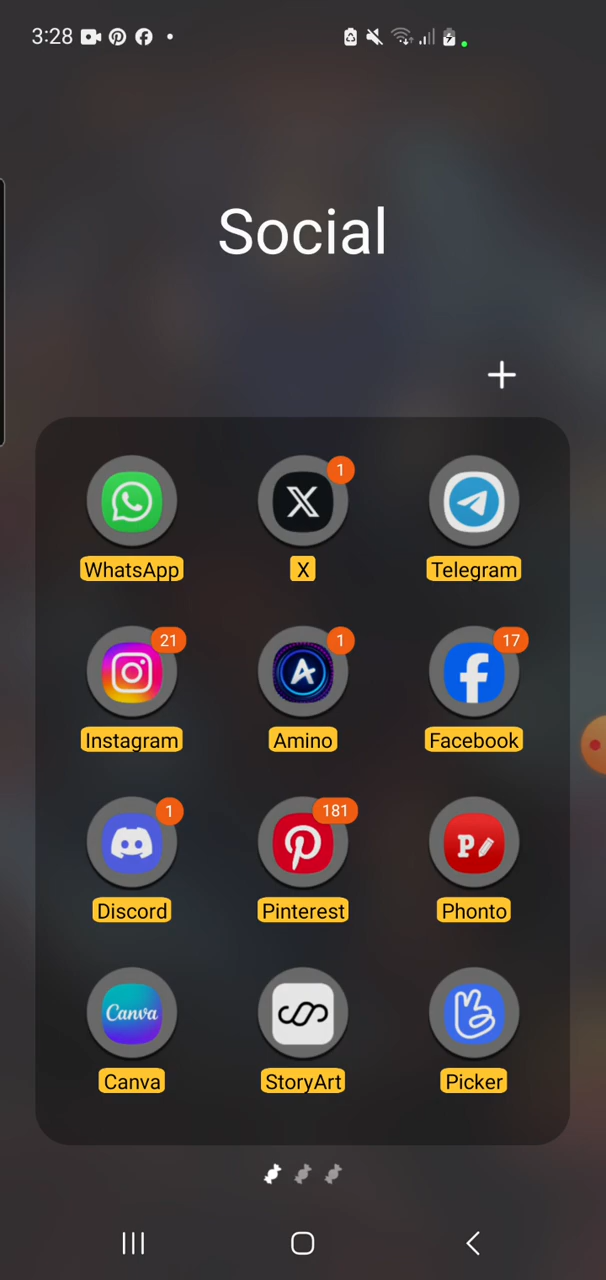 3:28
Social
+
1
WhatsApp X Telegram
21 1 17
Instagram Amino Facebook
1 181
P
Discord Pinterest Phonto
Canva
Canva StoryArt Picker